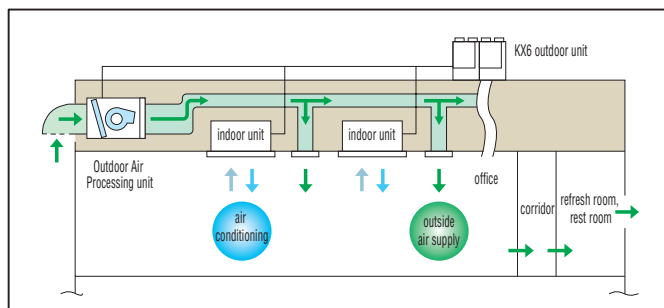 KX6 outdoor unit
indoor unit
indoor unit
Outdoor Air
Processing unit
office
air
conditioning
outside
air supply
corridor
refresh room,
rest room